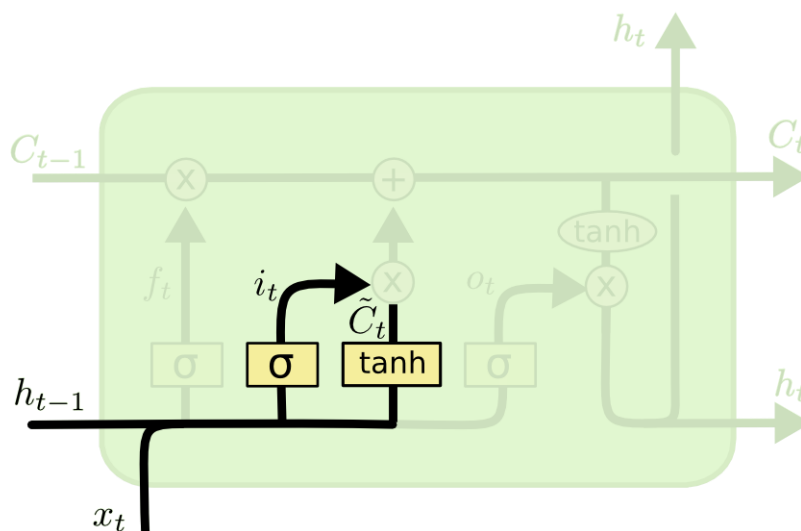 h_t
C_{t-1}
C_t
×
+
tanh
f_t
i_t
×
o_t
×
C̃_t
σ
σ
tanh
σ
h_{t-1}
h_t
x_t